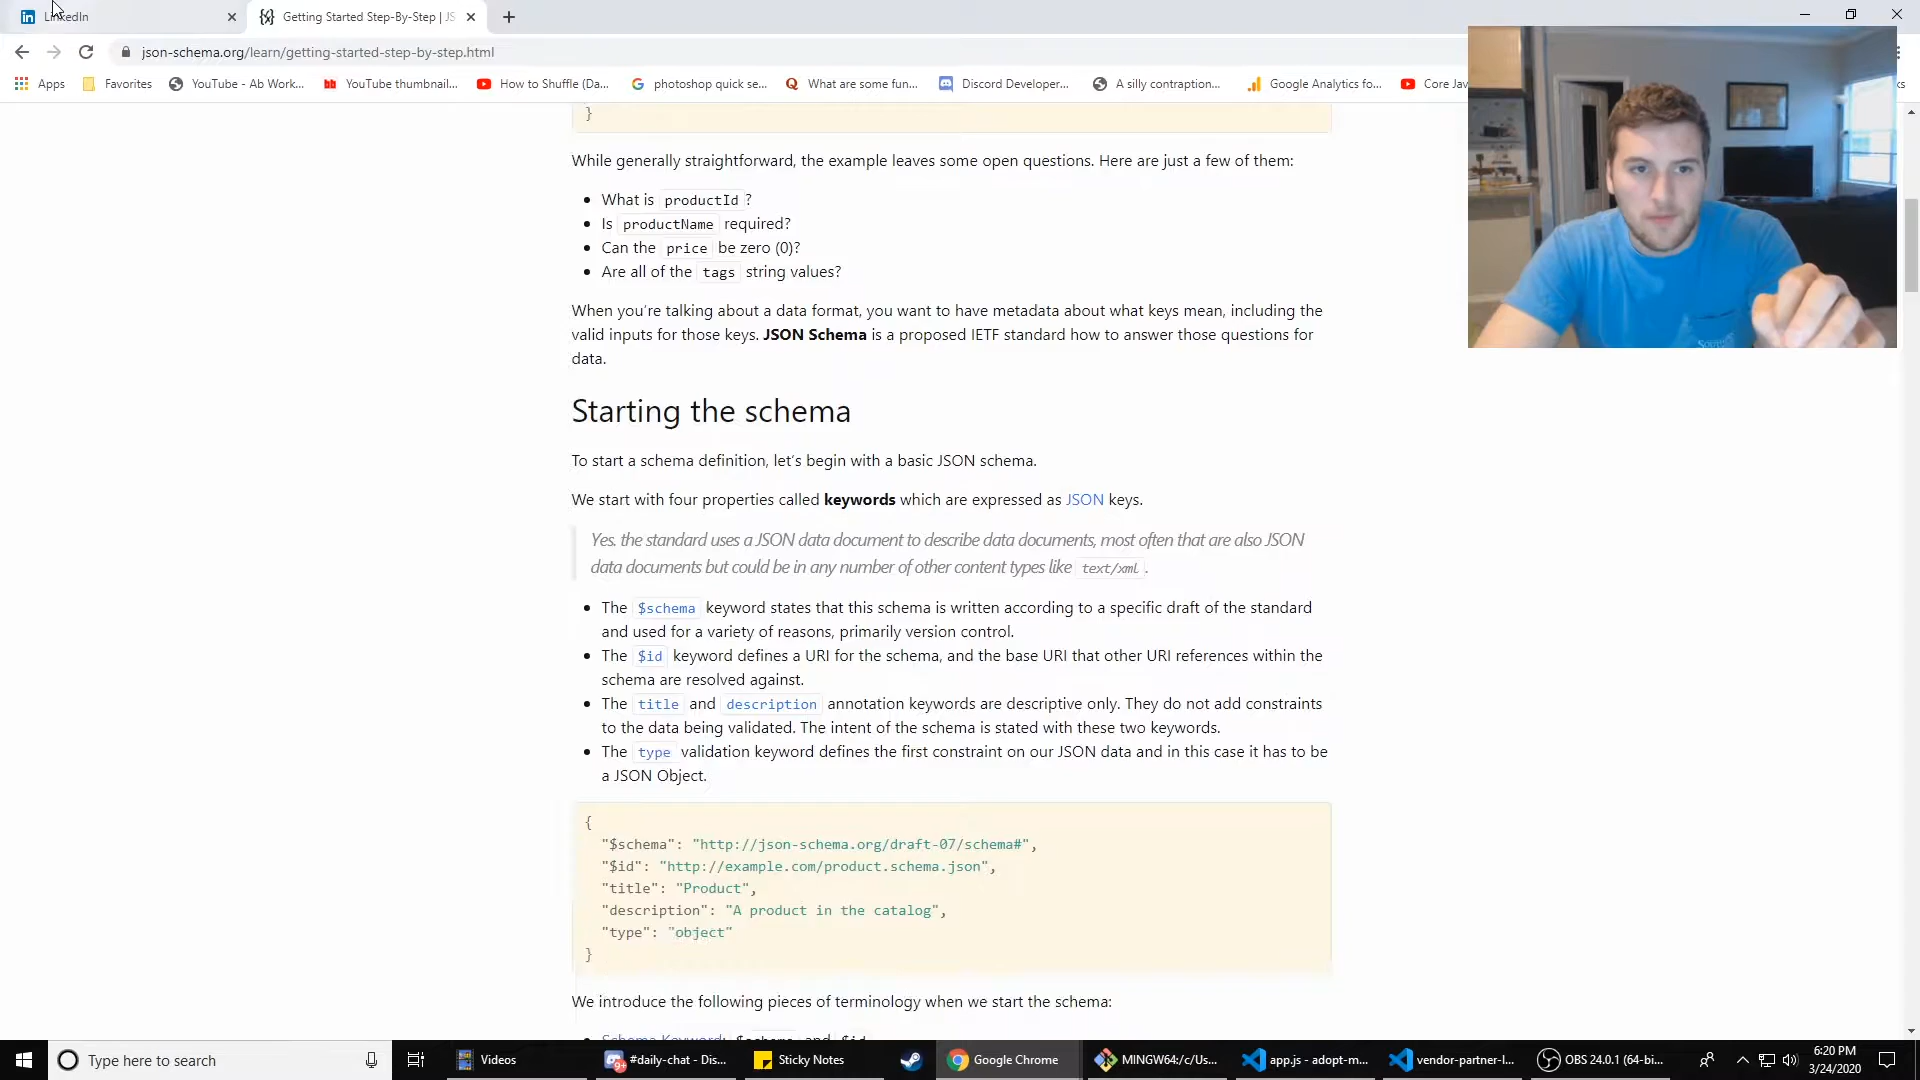 LinkedIn
Getting Started Step-By-Step | JS
json-schema.org/learn/getting-started-step-by-step.html
Apps
Favorites
YouTube - Ab Work...
YouTube thumbnail...
How to Shuffle (Da...
photoshop quick se...
What are some fun...
Discord Developer...
A silly contraption...
Google Analytics fo...
Core Jav
}
While generally straightforward, the example leaves some open questions. Here are just a few of them:
What is productId ?
Is productName required?
Can the price be zero (0)?
Are all of the tags string values?
When you're talking about a data format, you want to have metadata about what keys mean, including the
valid inputs for those keys. JSON Schema is a proposed IETF standard how to answer those questions for
data.
Starting the schema
To start a schema definition, let's begin with a basic JSON schema.
We start with four properties called keywords which are expressed as JSON keys.
Yes. the standard uses a JSON data document to describe data documents, most often that are also JSON
data documents but could be in any number of other content types like text/xml .
The $schema keyword states that this schema is written according to a specific draft of the standard
and used for a variety of reasons, primarily version control.
The $id keyword defines a URI for the schema, and the base URI that other URI references within the
schema are resolved against.
The title and description annotation keywords are descriptive only. They do not add constraints
to the data being validated. The intent of the schema is stated with these two keywords.
The type validation keyword defines the first constraint on our JSON data and in this case it has to be
a JSON Object.
{
"$schema": "http://json-schema.org/draft-07/schema#",
"$id": "http://example.com/product.schema.json",
"title": "Product",
"description": "A product in the catalog",
"type": "object"
}
We introduce the following pieces of terminology when we start the schema:
Schema Keyword: $schema and $id
Type here to search
Videos
9+
#daily-chat - Dis...
Sticky Notes
Google Chrome
MINGW64:/c/Us...
app.js - adopt-m...
vendor-partner-l...
OBS 24.0.1 (64-bi...
6:20 PM
3/24/2020